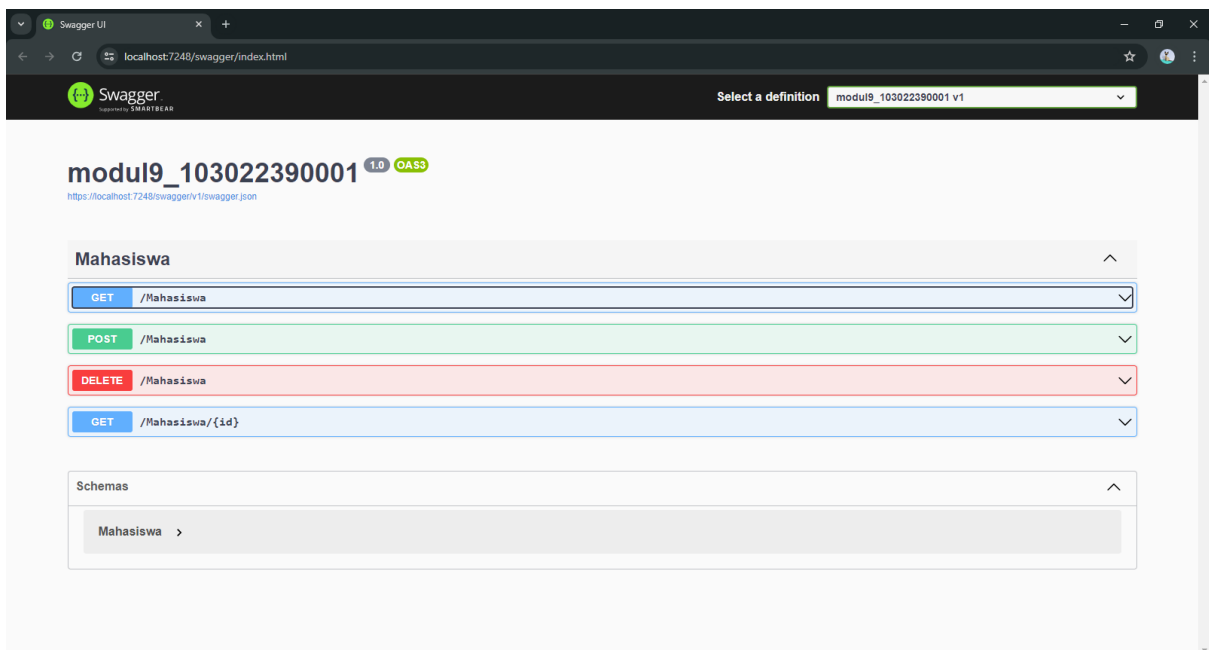 Swagger UI
localhost:7248/swagger/index.html
Swagger.
Supported by SMARTBEAR
Select a definition modul9_103022390001 v1
modul9_103022390001 1.0 OAS3
https://localhost:7248/swagger/v1/swagger.json
Mahasiswa
GET /Mahasiswa
POST /Mahasiswa
DELETE /Mahasiswa
GET /Mahasiswa/{id}
Schemas
Mahasiswa